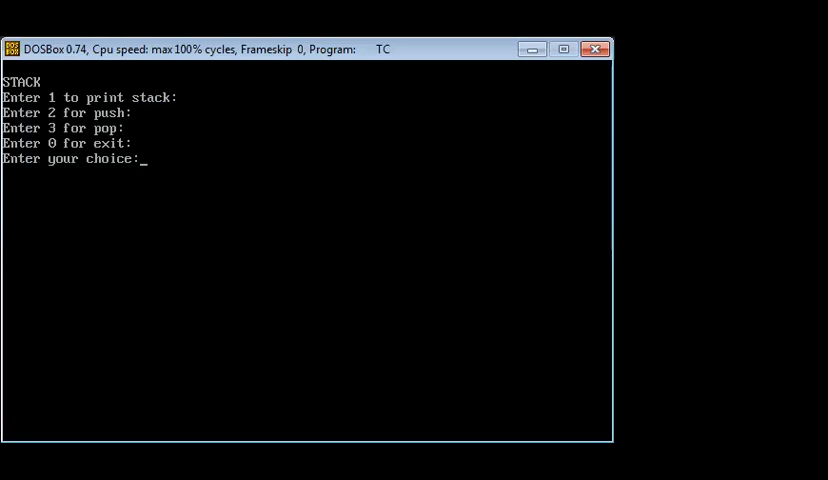 DOSBox 0.74, Cpu speed: max 100% cycles, Frameskip 0, Program: TC
STACK
Enter 1 to print stack:
Enter 2 for push:
Enter 3 for pop:
Enter 0 for exit:
Enter your choice:_